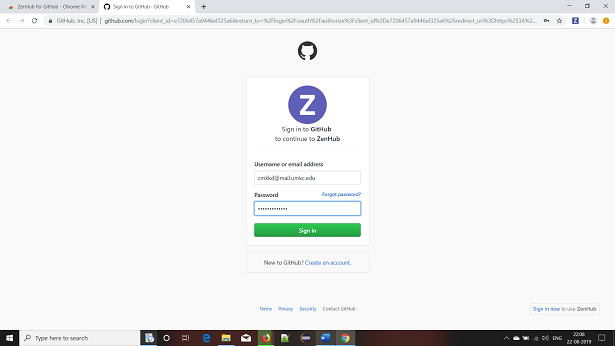 ZenHub for GitHub - Chrome W
Sign in to GitHub · GitHub
GitHub, Inc. [US]
github.com/login?client_id=e7206457a9446ef325a6&return_to=%2Flogin%2Foauth%2Fauthorize%3Fclient_id%3De7206457a9446ef325a6%26redirect_uri%3Dhttps%253A%2...
Z
Sign in to GitHub
to continue to ZenHub
Username or email address
cmkkd@mail.umkc.edu
Password
Forgot password?
Sign in
New to GitHub? Create an account.
Terms Privacy Security Contact GitHub
Sign in now to use ZenHub
Type here to search
ENG
22:08
22-08-2019